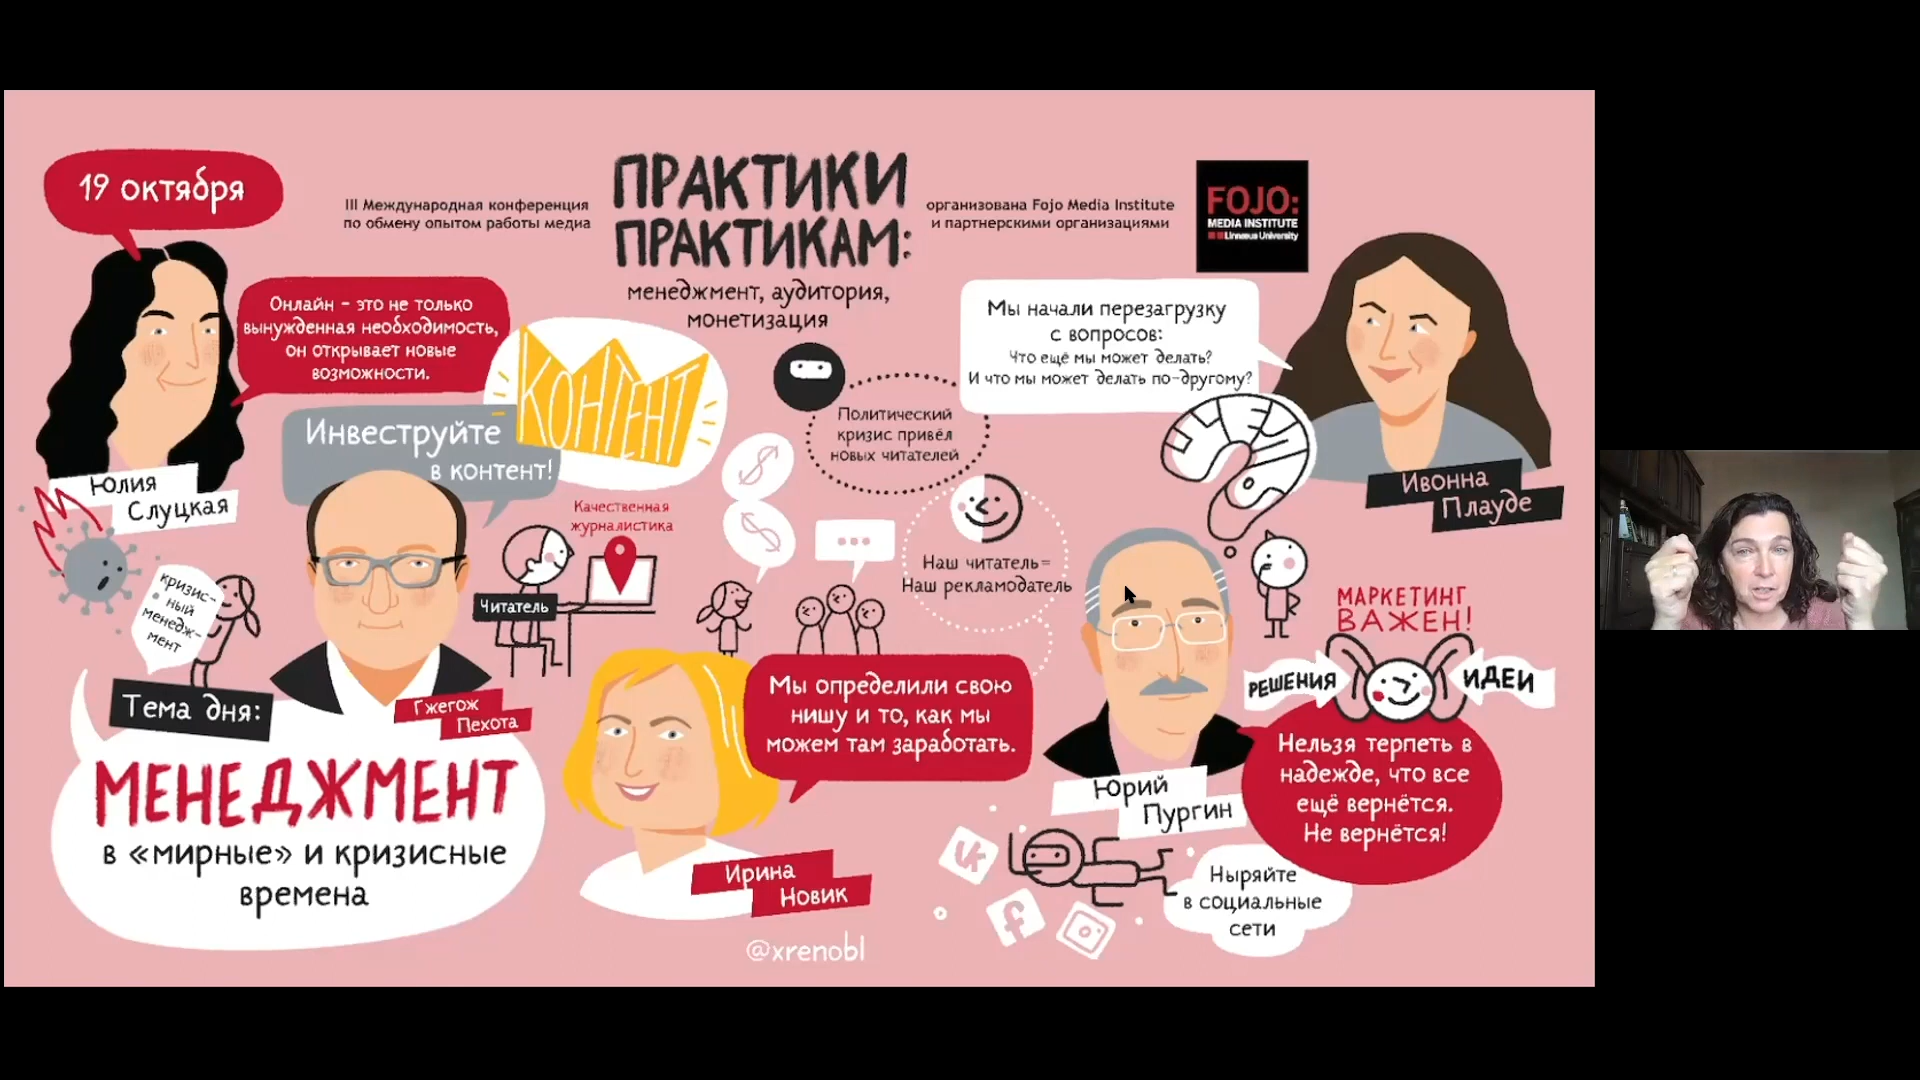 19 октября
III Международная конференция
по обмену опытом работы медиа
ПРАКТИКИ
ПРАКТИКАМ:
менеджмент, аудитория,
монетизация
организована Fojo Media Institute
и партнерскими организациями
FOJO:
MEDIA INSTITUTE
Linnaeus University
Онлайн - это не только
вынужденная необходимость,
он открывает новые
возможности.
Юлия
Слуцкая
КОНТЕНТ
Инвестируйте
в контент!
Политический
кризис привёл
новых читателей
Мы начали перезагрузку
с вопросов:
Что ещё мы может делать?
И что мы может делать по-другому?
Ивонна
Плауде
кризис-
ный
менедж-
мент
Качественная
журналистика
Читатель
Гжегож
Пехота
$
$
...
Наш читатель=
Наш рекламодатель
МАРКЕТИНГ
ВАЖЕН!
РЕШЕНИЯ
ИДЕИ
Тема дня:
МЕНЕДЖМЕНТ
в «мирные» и кризисные
времена
Мы определили свою
нишу и то, как мы
можем там заработать.
Ирина
Новик
Юрий
Пургин
Нельзя терпеть в
надежде, что все
ещё вернётся.
Не вернётся!
Ныряйте
в социальные
сети
@xrenobl